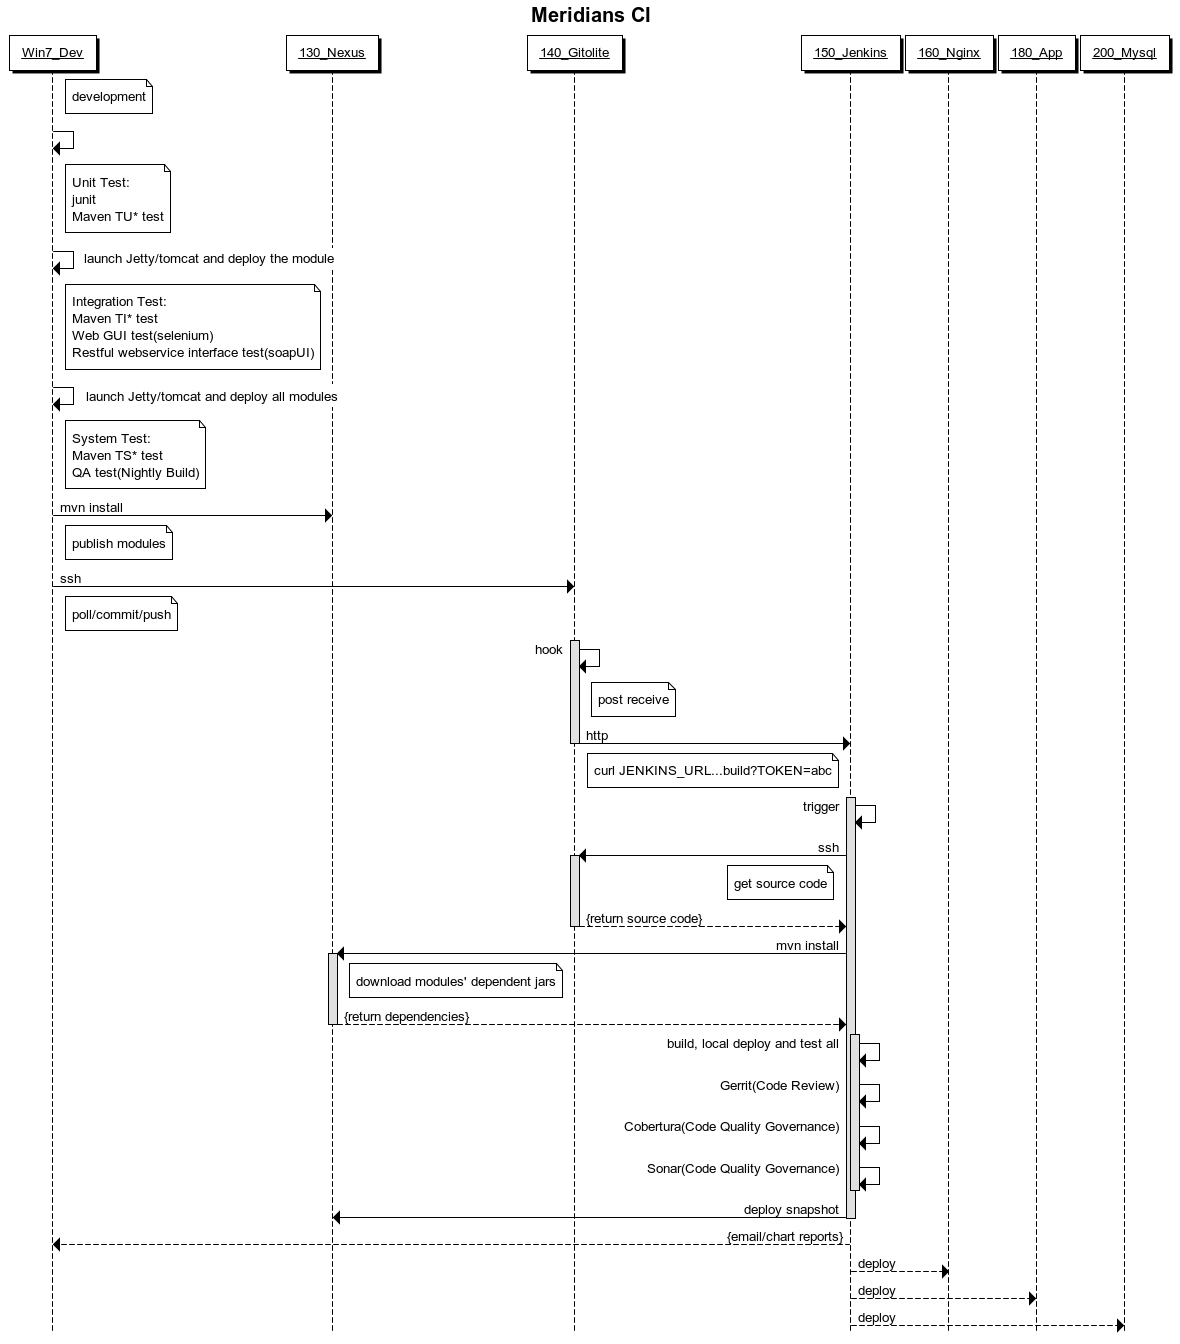 Meridians CI
Win7_Dev
130_Nexus
140_Gitolite
150_Jenkins
160_Nginx
180_App
200_Mysql
development
Unit Test:
junit
Maven TU* test
launch Jetty/tomcat and deploy the module
Integration Test:
Maven TI* test
Web GUI test(selenium)
Restful webservice interface test(soapUI)
launch Jetty/tomcat and deploy all modules
System Test:
Maven TS* test
QA test(Nightly Build)
mvn install
publish modules
ssh
poll/commit/push
hook
post receive
http
curl JENKINS_URL...build?TOKEN=abc
trigger
ssh
get source code
{return source code}
mvn install
download modules' dependent jars
{return dependencies}
build, local deploy and test all
Gerrit(Code Review)
Cobertura(Code Quality Governance)
Sonar(Code Quality Governance)
deploy snapshot
{email/chart reports}
deploy
deploy
deploy